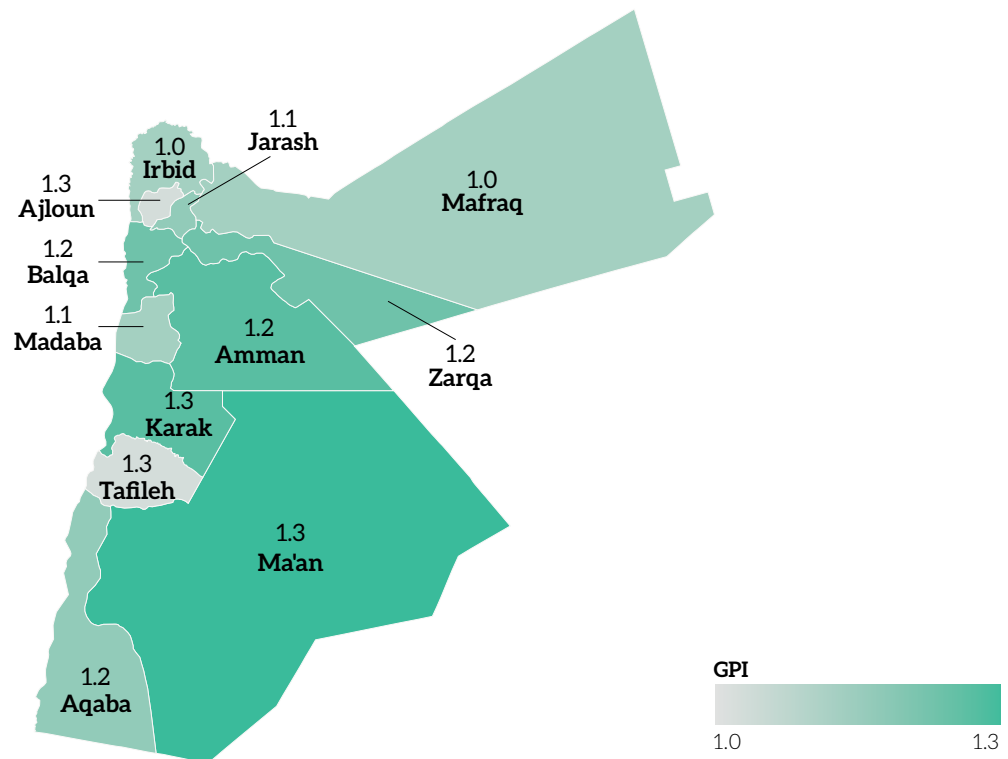 1.1
Jarash
1.0
Irbid
1.3
Ajloun
1.0
Mafraq
1.2
Balqa
1.1
Madaba
1.2
Amman
1.2
Zarqa
1.3
Karak
1.3
Tafileh
1.3
Ma'an
1.2
Aqaba
GPI
1.0 1.3